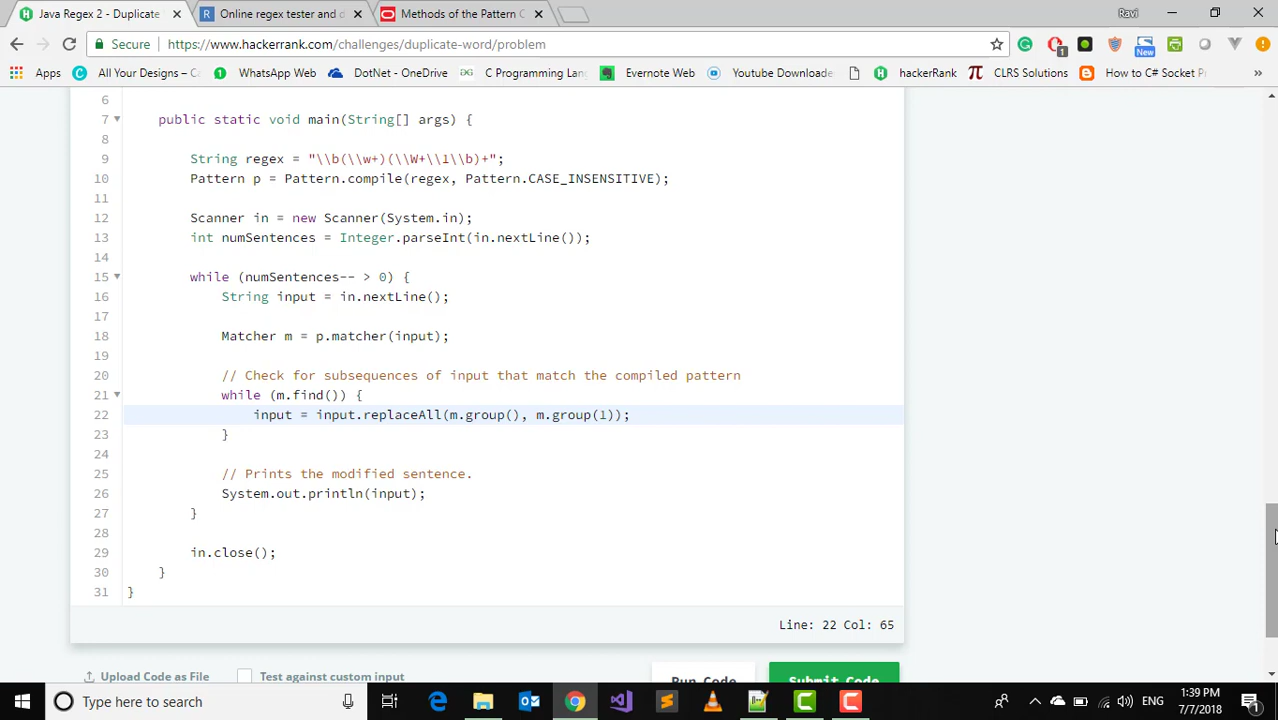 Java Regex 2 - Duplicate
Online regex tester and d
Methods of the Pattern C
Ravi
Secure
https://www.hackerrank.com/challenges/duplicate-word/problem
1
New
Apps
All Your Designs - Ca
WhatsApp Web
DotNet - OneDrive
C Programming Lan
Evernote Web
Youtube Downloade
hackerRank
CLRS Solutions
How to C# Socket Pr
»
6
7 public static void main(String[] args) {
8
9 String regex = "\\b(\\w+)(\\W+\\1\\b)+";
10 Pattern p = Pattern.compile(regex, Pattern.CASE_INSENSITIVE);
11
12 Scanner in = new Scanner(System.in);
13 int numSentences = Integer.parseInt(in.nextLine());
14
15 while (numSentences-- > 0) {
16 String input = in.nextLine();
17
18 Matcher m = p.matcher(input);
19
20 // Check for subsequences of input that match the compiled pattern
21 while (m.find()) {
22 input = input.replaceAll(m.group(), m.group(1));
23 }
24
25 // Prints the modified sentence.
26 System.out.println(input);
27 }
28
29 in.close();
30 }
31 }
Line: 22 Col: 65
Upload Code as File
Test against custom input
Run Code
Submit Code
Type here to search
ENG
1:39 PM
7/7/2018
1